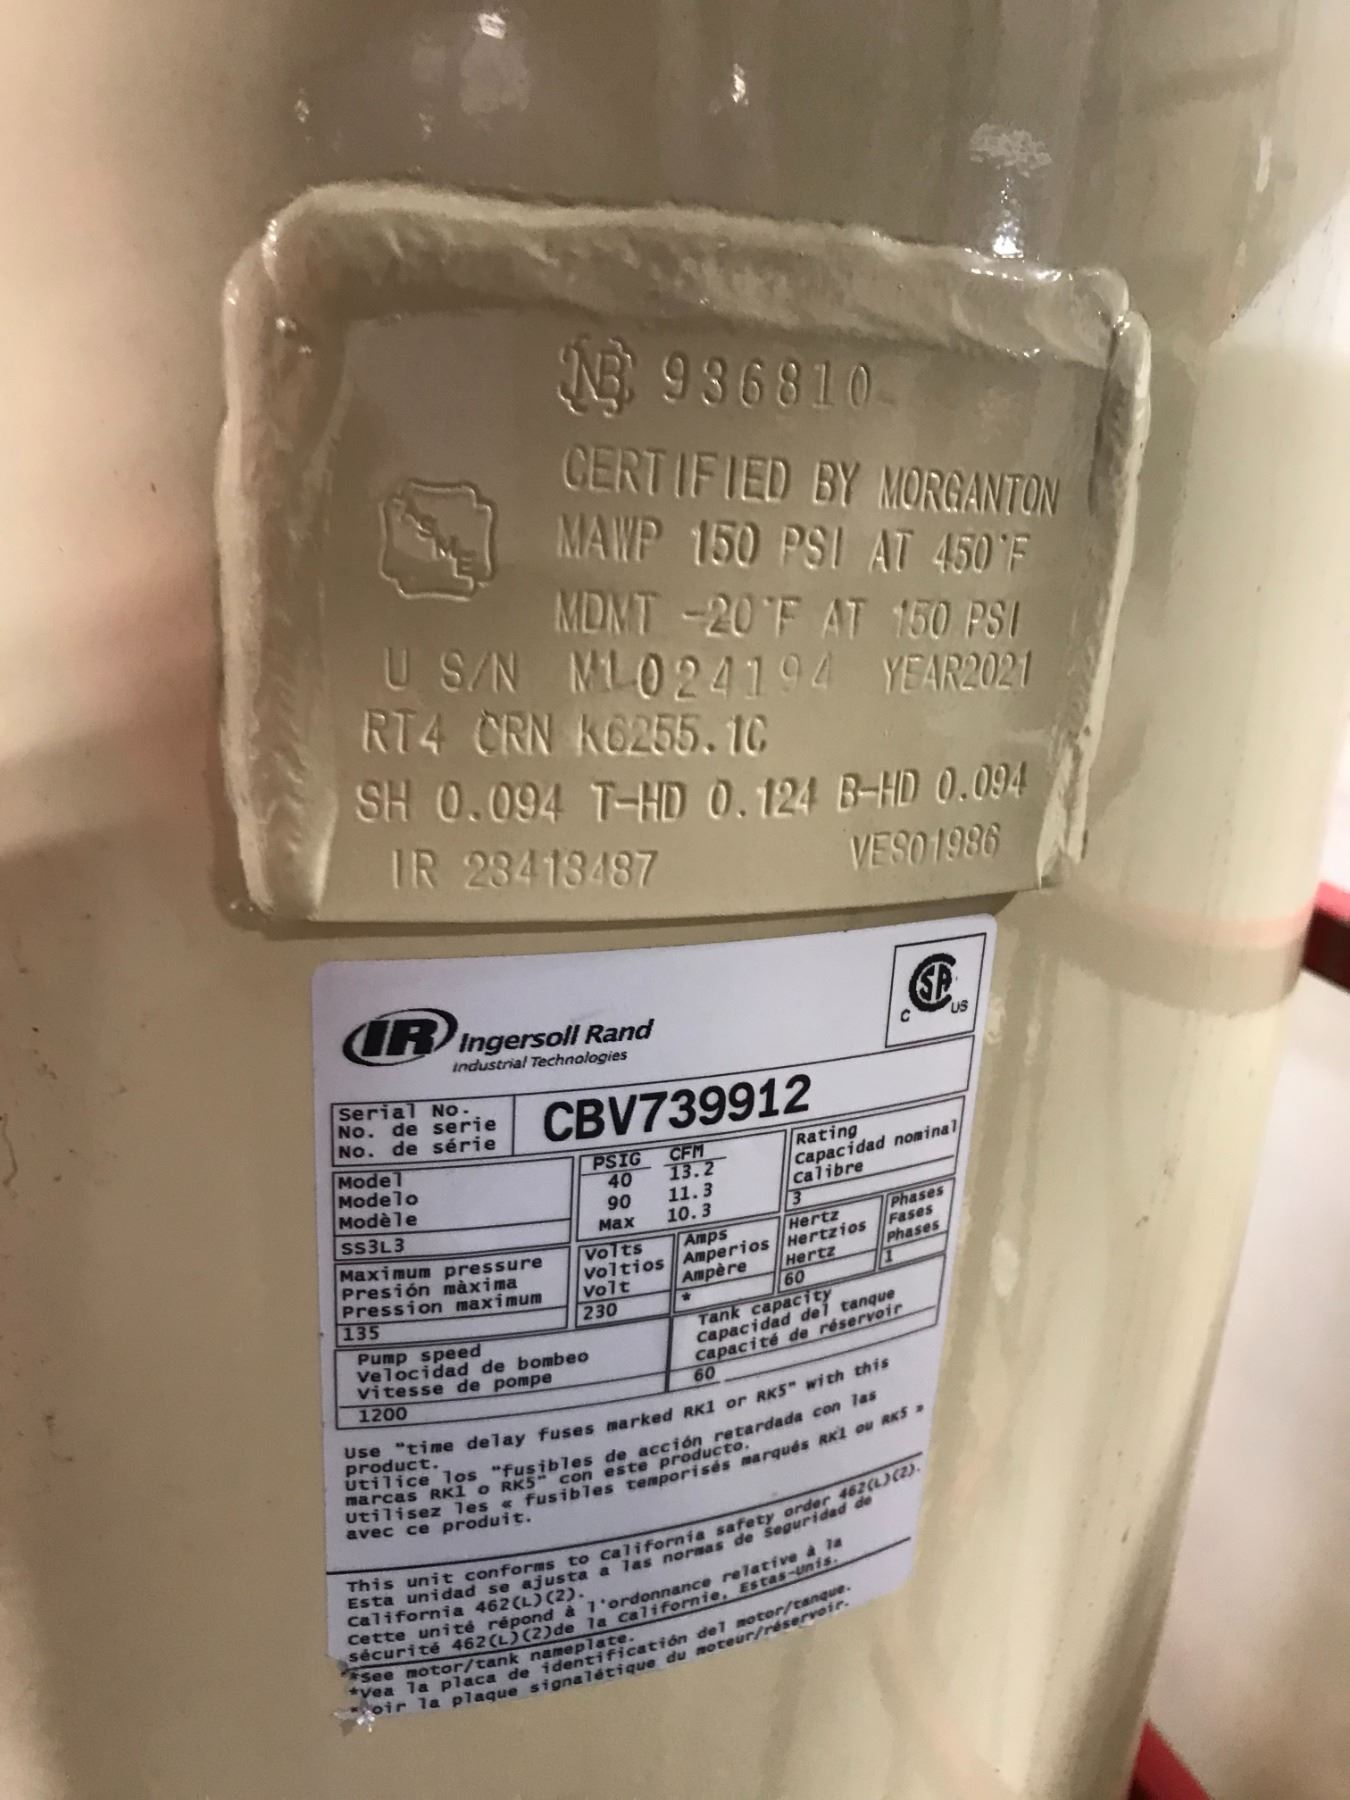 NB 936810
CERTIFIED BY MORGANTON
ASME
MAWP 150 PSI AT 450°F
MDMT -20°F AT 150 PSI
U S/N ML024194 YEAR2021
RT4 CRN K6255.1C
SH 0.094 T-HD 0.124 B-HD 0.094
IR 23413487 VES01986
IR Ingersoll Rand
Industrial Technologies
C SA US
Serial No.
No. de serie
No. de série
CBV739912
Model
Modelo
Modèle
SS3L3
PSIG CFM
40 13.2
90 11.3
Max 10.3
Rating
Capacidad nominal
Calibre
3
Maximum pressure
Presión màxima
Pression maximum
135
Volts
Voltios
Volt
230
Amps
Amperios
Ampère
*
Hertz
Hertzios
Hertz
60
Phases
Fases
Phases
1
Pump speed
Velocidad de bombeo
Vitesse de pompe
1200
Tank capacity
Capacidad del tanque
Capacité de réservoir
60
Use "time delay fuses marked RK1 or RK5" with this
product.
Utilice los "fusibles de acción retardada con las
marcas RK1 o RK5" con este producto.
Utilisez les « fusibles temporisés marqués RK1 ou RK5 »
avec ce produit.
This unit conforms to California safety order 462(L)(2).
Esta unidad se ajusta a las normas de Seguridad de
California 462(L)(2).
Cette unité répond à l'ordonnance relative à la
sécurité 462(L)(2)de la Californie, Estas-Unis.
*See motor/tank nameplate.
*Vea la placa de identificación del motor/tanque.
*Voir la plaque signalétique du moteur/réservoir.